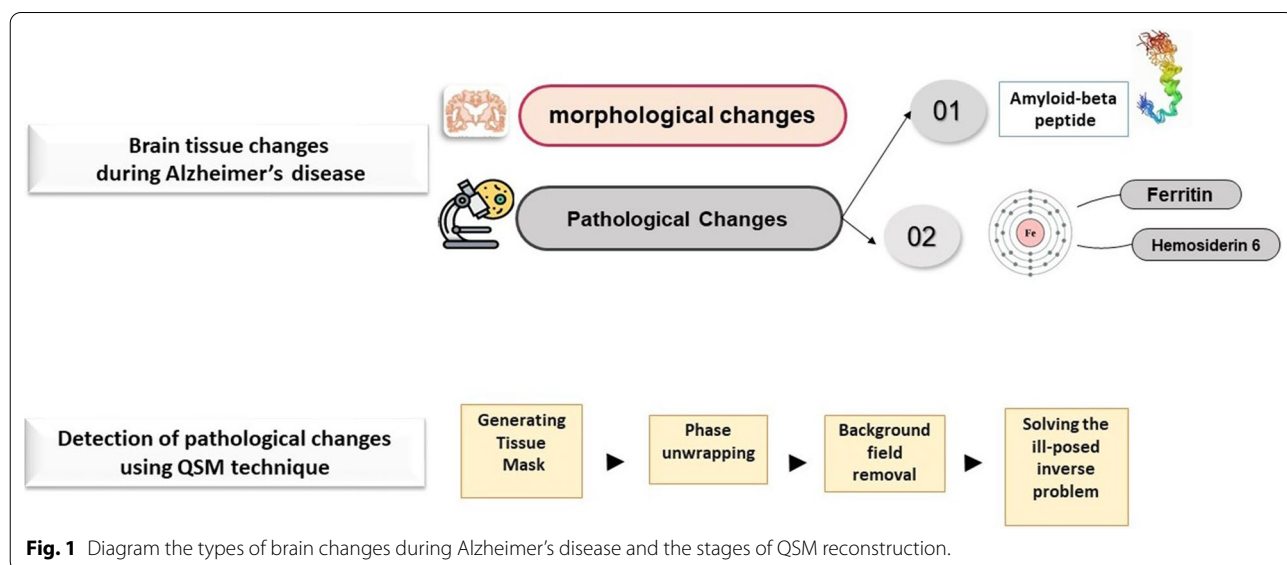 Brain tissue changes
during Alzheimer's disease
morphological changes
Pathological Changes
01
Amyloid-beta
peptide
02
Fe
Ferritin
Hemosiderin 6
Detection of pathological changes
using QSM technique
Generating
Tissue
Mask
Phase
unwrapping
Background
field
removal
Solving the
ill-posed
inverse
problem
Fig. 1 Diagram the types of brain changes during Alzheimer's disease and the stages of QSM reconstruction.